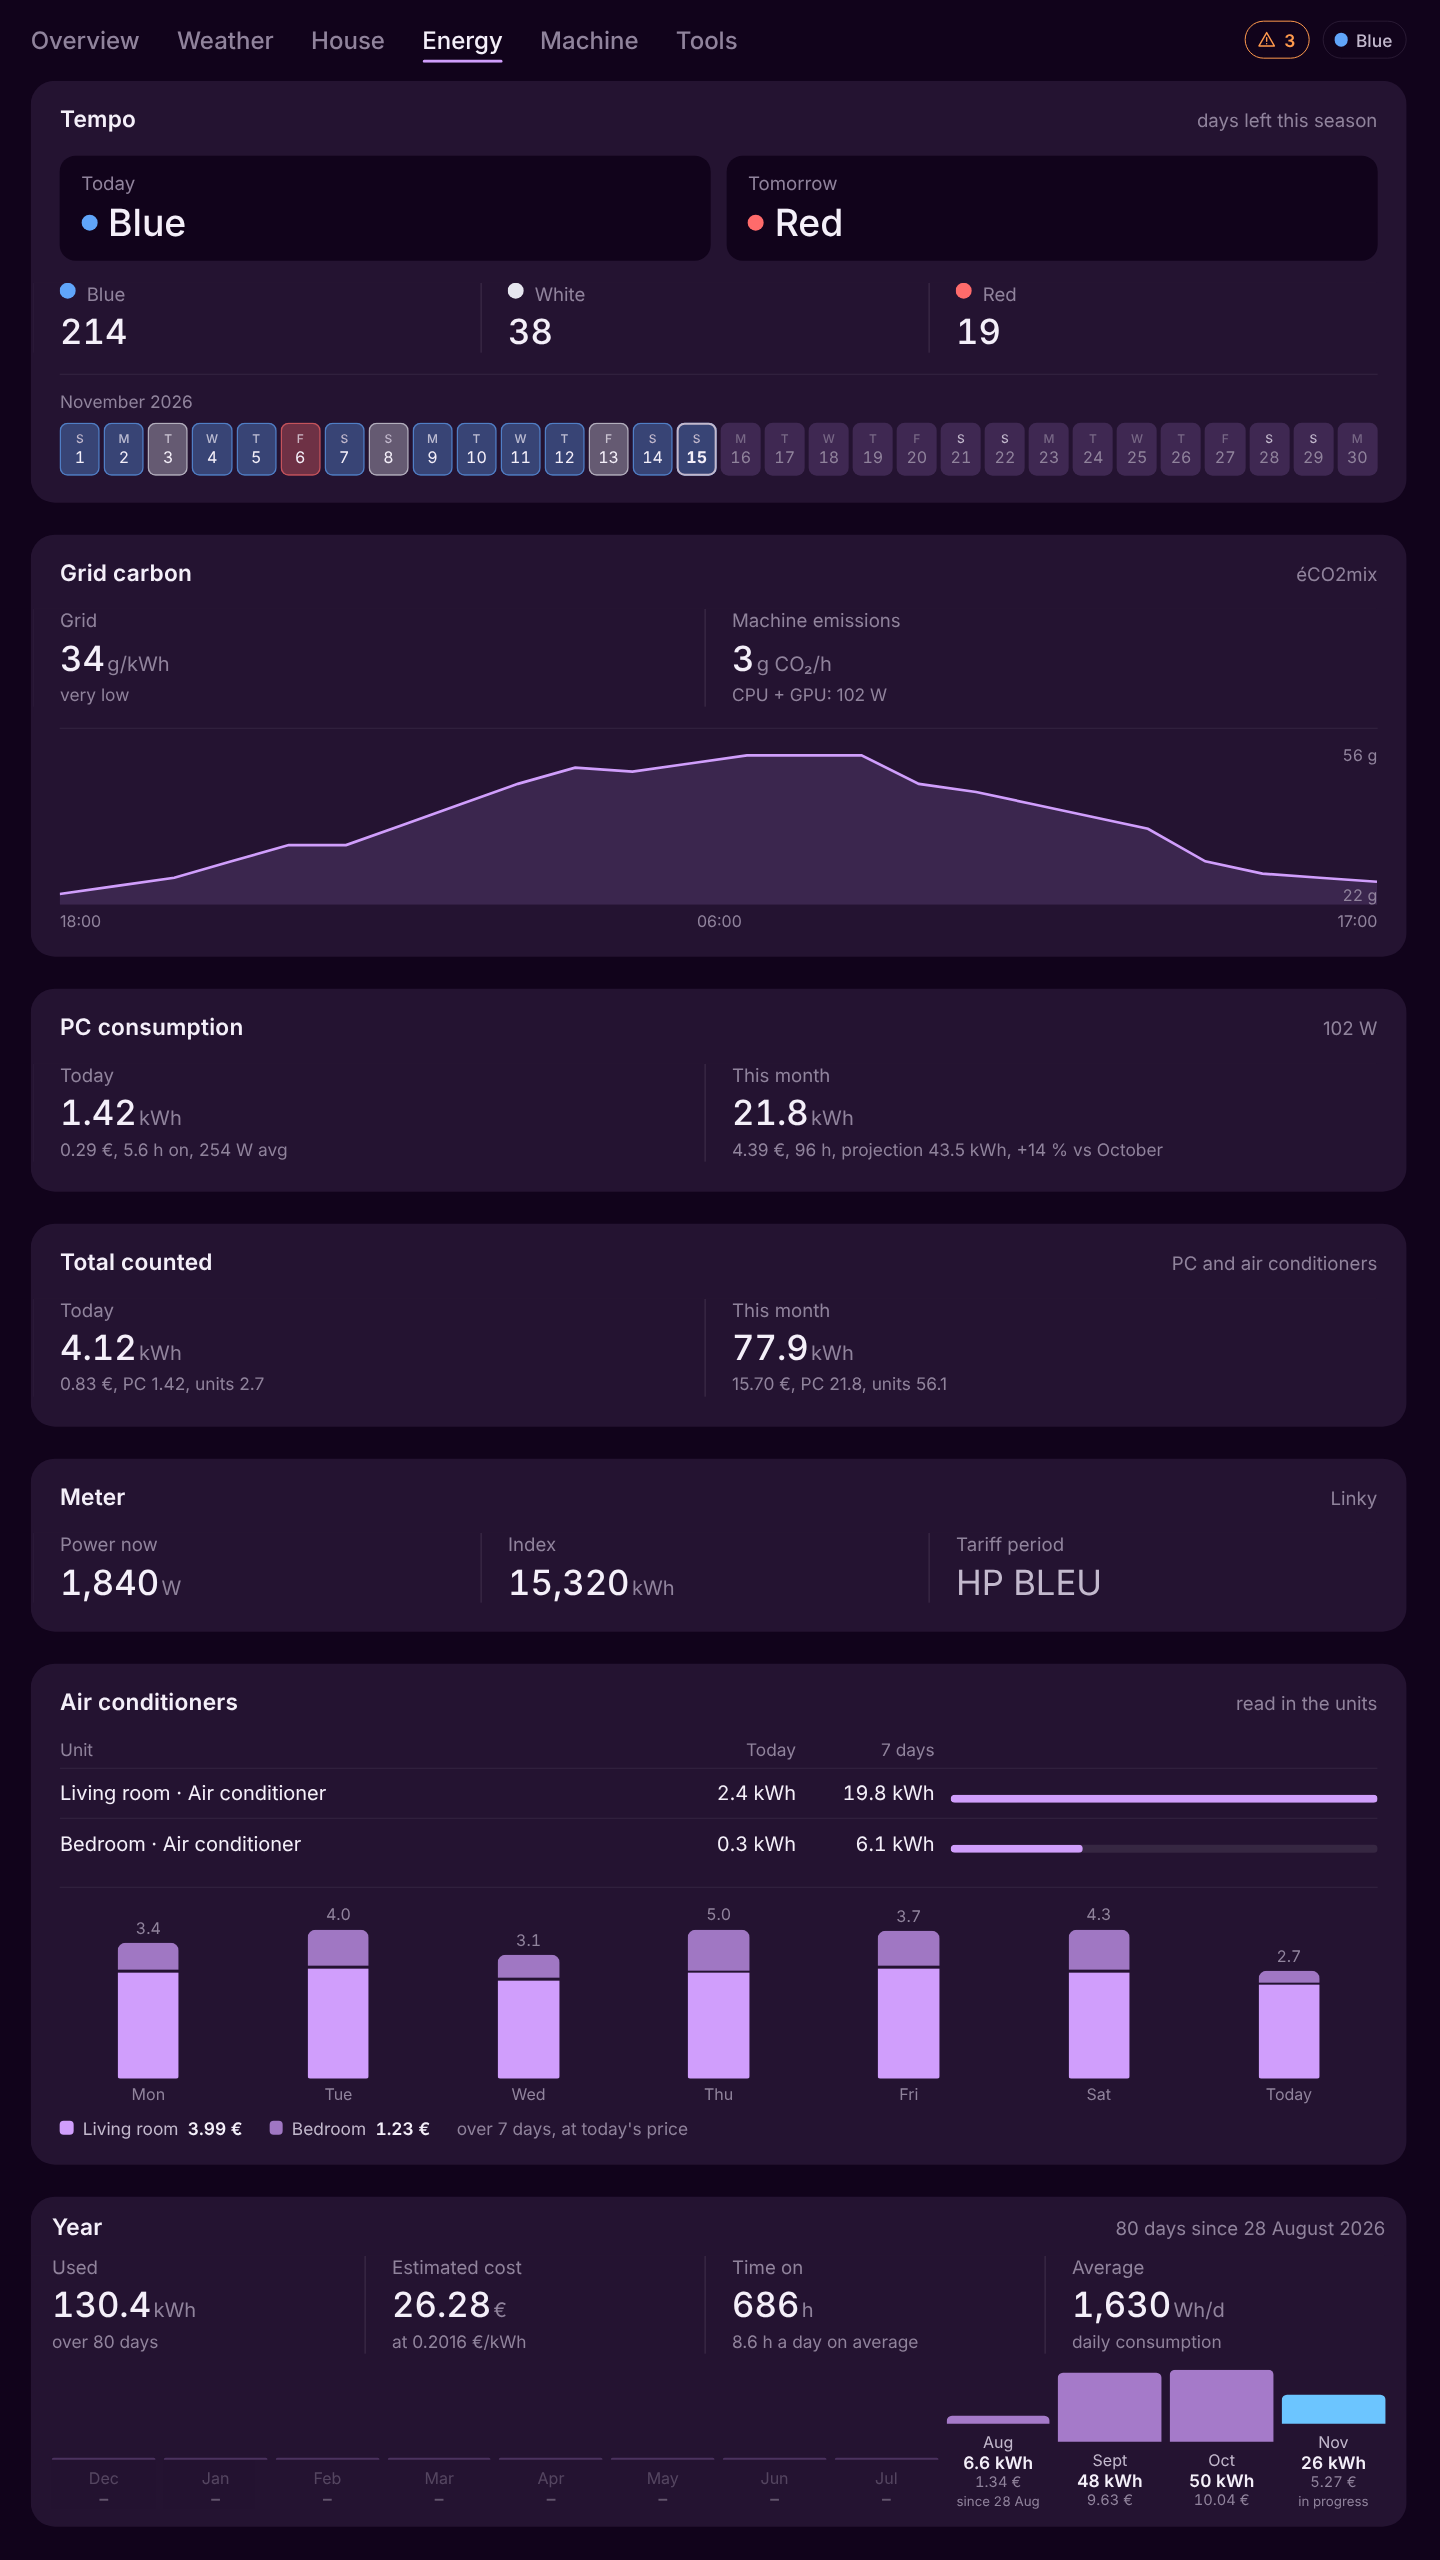 Overview Weather House Energy Machine Tools 3 Blue
Tempo days left this season
Today Tomorrow
Blue Red
Blue White Red
214 38 19
November 2026
S M T W T F S S M T W T F S S M T W T F S S M T W T F S S M
1 2 3 4 5 6 7 8 9 10 11 12 13 14 15 16 17 18 19 20 21 22 23 24 25 26 27 28 29 30
Grid carbon éCO2mix
Grid Machine emissions
34 g/kWh 3 g CO₂/h
very low CPU + GPU: 102 W
56 g
22 g
18:00 06:00 17:00
PC consumption 102 W
Today This month
1.42 kWh 21.8 kWh
0.29 €, 5.6 h on, 254 W avg 4.39 €, 96 h, projection 43.5 kWh, +14 % vs October
Total counted PC and air conditioners
Today This month
4.12 kWh 77.9 kWh
0.83 €, PC 1.42, units 2.7 15.70 €, PC 21.8, units 56.1
Meter Linky
Power now Index Tariff period
1,840 W 15,320 kWh HP BLEU
Air conditioners read in the units
Unit Today 7 days
Living room · Air conditioner 2.4 kWh 19.8 kWh
Bedroom · Air conditioner 0.3 kWh 6.1 kWh
3.4 4.0 3.1 5.0 3.7 4.3 2.7
Mon Tue Wed Thu Fri Sat Today
Living room 3.99 € Bedroom 1.23 € over 7 days, at today's price
Year 80 days since 28 August 2026
Used Estimated cost Time on Average
130.4 kWh 26.28 € 686 h 1,630 Wh/d
over 80 days at 0.2016 €/kWh 8.6 h a day on average daily consumption
Dec Jan Feb Mar Apr May Jun Jul Aug Sept Oct Nov
– – – – – – – – 6.6 kWh 48 kWh 50 kWh 26 kWh
1.34 € 9.63 € 10.04 € 5.27 €
since 28 Aug in progress